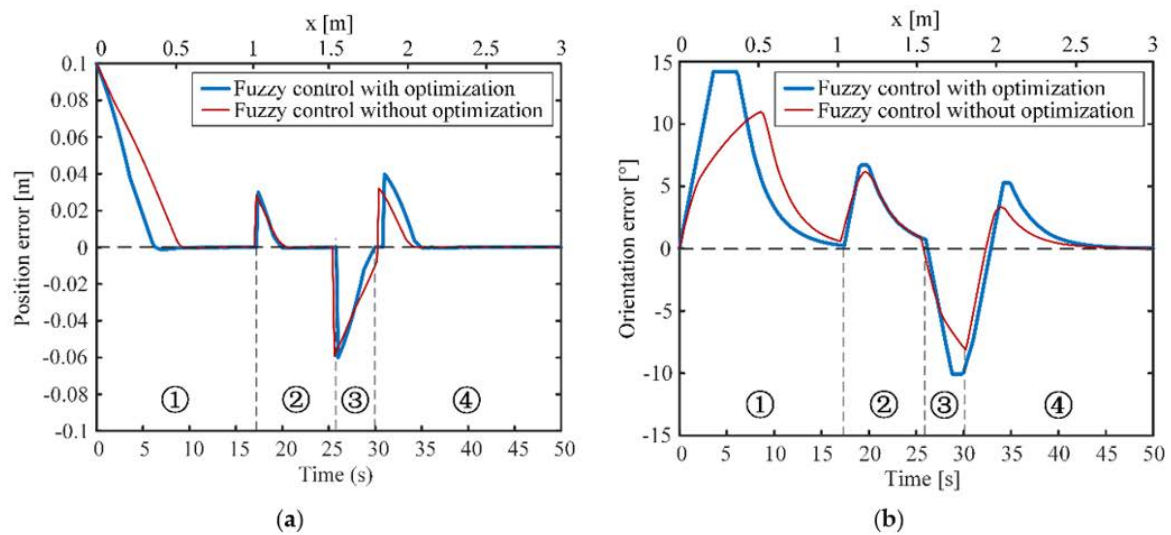 x [m]
0 0.5 1 1.5 2 2.5 3
0.1
0.08
0.06
0.04
0.02
0
-0.02
-0.04
-0.06
-0.08
-0.1
Position error [m]
Fuzzy control with optimization
Fuzzy control without optimization
① ② ③ ④
0 5 10 15 20 25 30 35 40 45 50
Time (s)
(a)
x [m]
0 0.5 1 1.5 2 2.5 3
15
10
5
0
-5
-10
-15
Orientation error [°]
Fuzzy control with optimization
Fuzzy control without optimization
① ② ③ ④
0 5 10 15 20 25 30 35 40 45 50
Time [s]
(b)